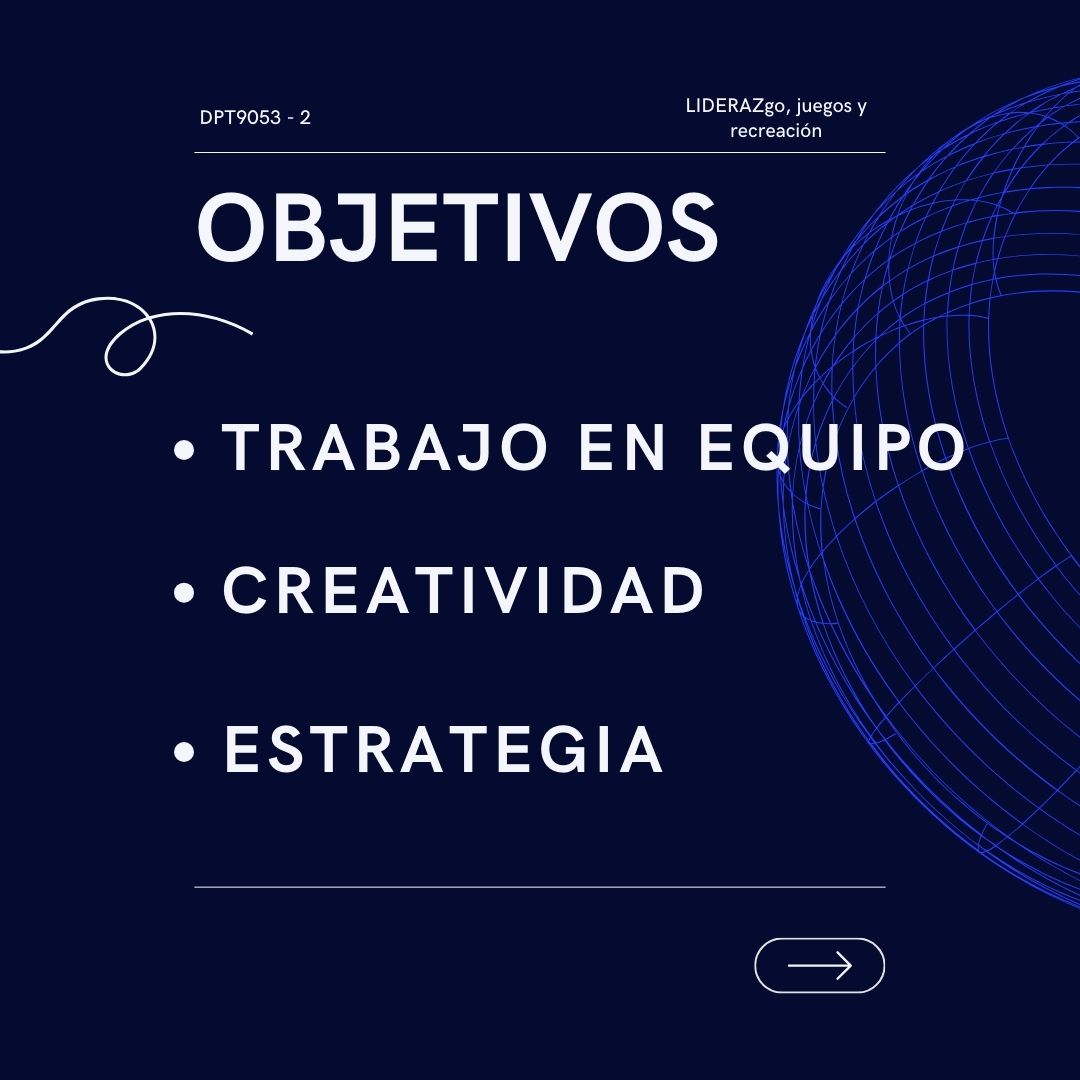 DPT9053 - 2
LIDERAZgo, juegos y
recreación
OBJETIVOS
• TRABAJO EN EQUIPO
• CREATIVIDAD
• ESTRATEGIA